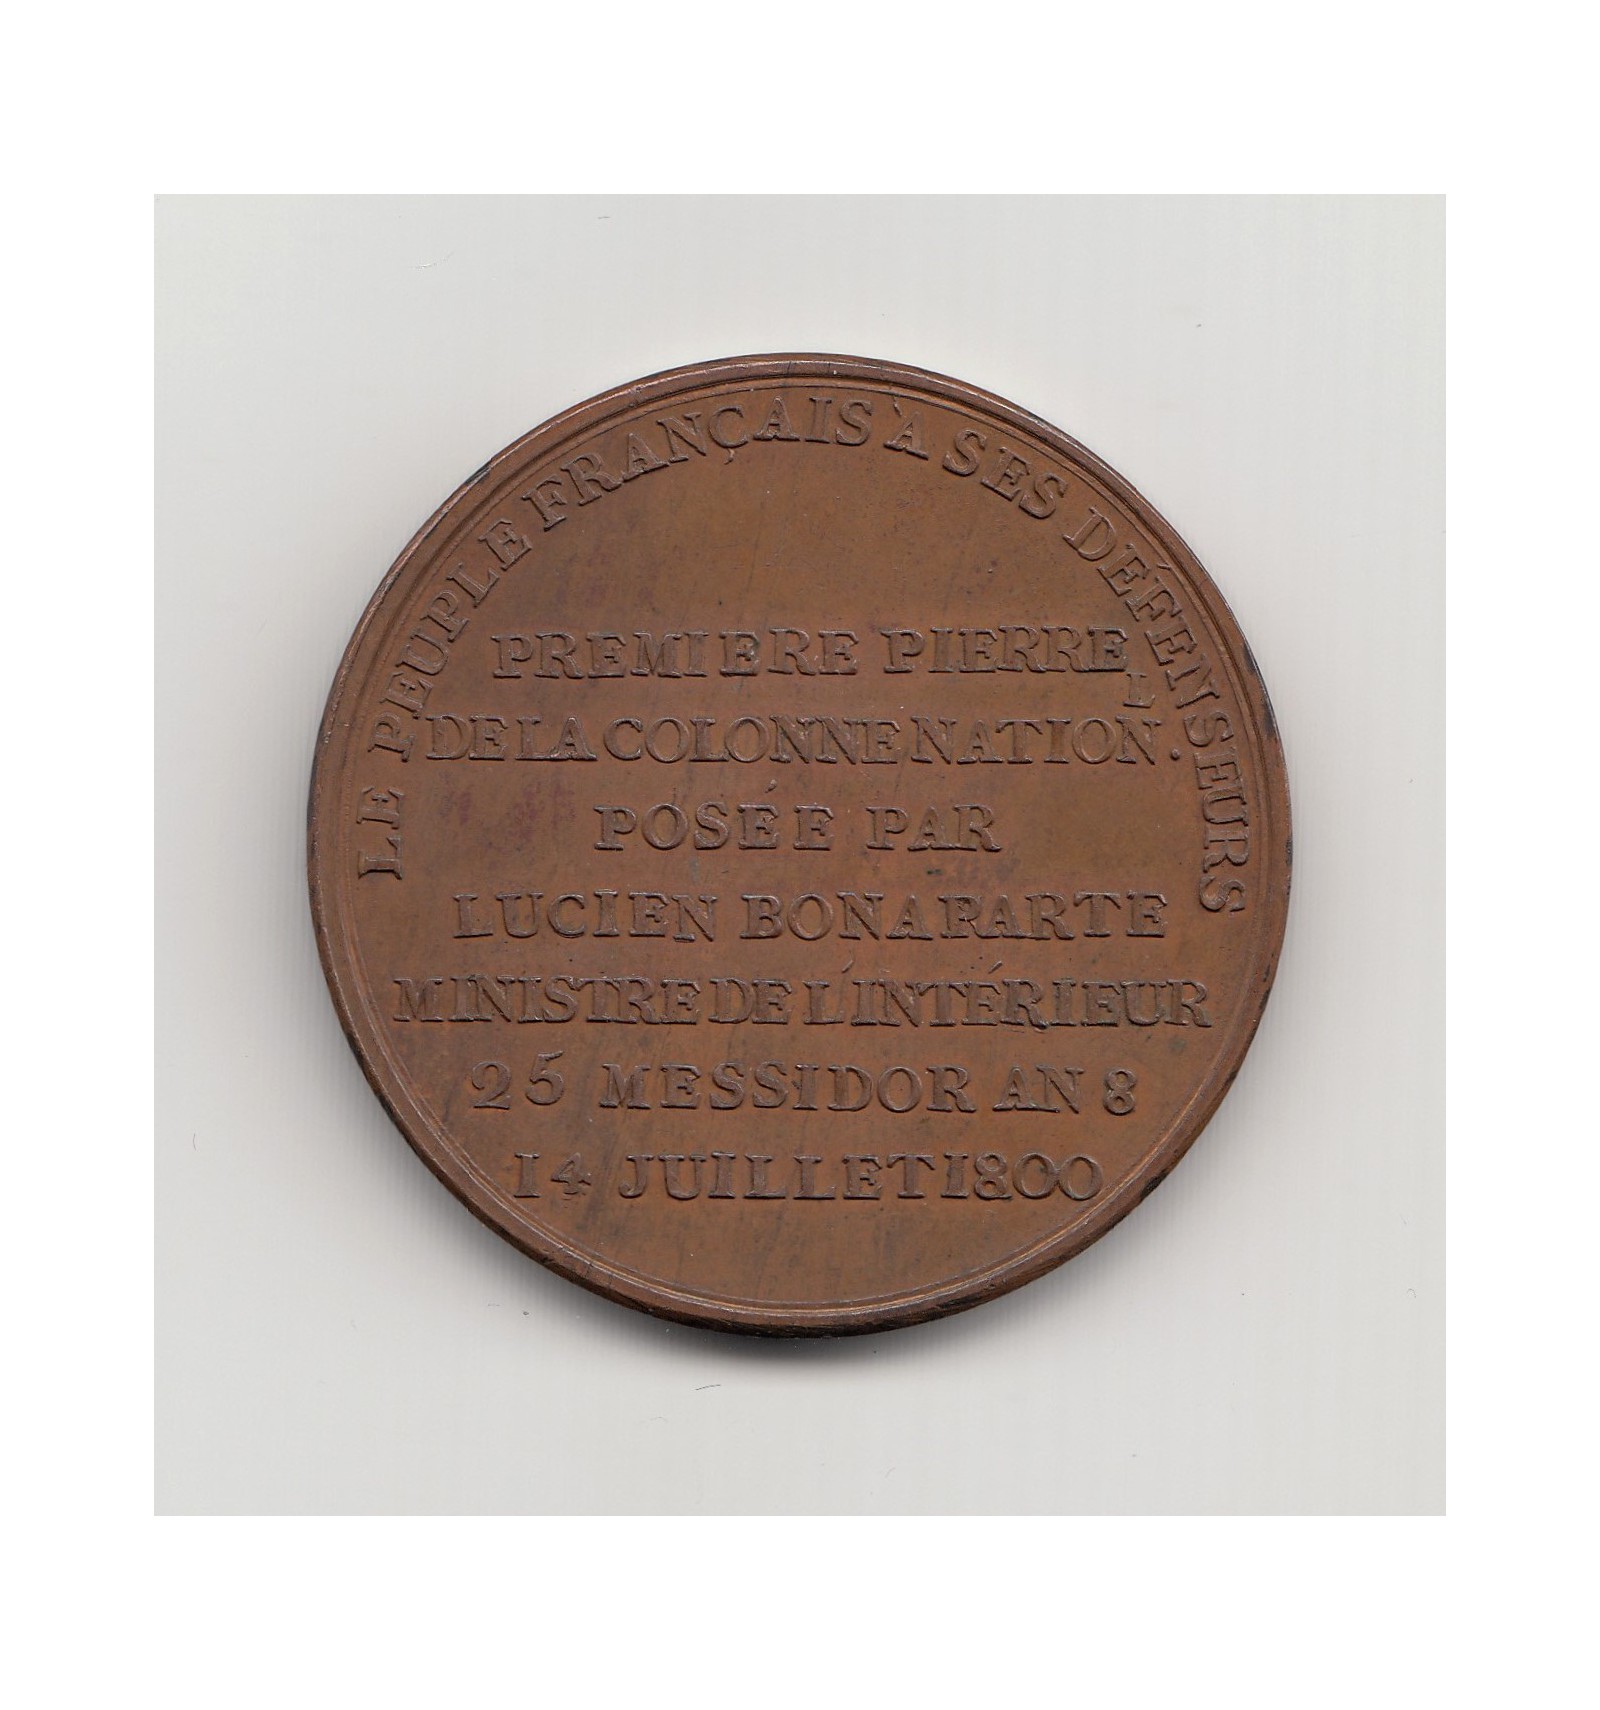 LE PEUPLE FRANÇAIS À SES DÉFENSEURS
PREMIERE PIERRE
DE LA COLONNE NATION.L
POSÉE PAR
LUCIEN BONAPARTE
MINISTRE DE L'INTÉRIEUR
25 MESSIDOR AN 8
14 JUILLET 1800